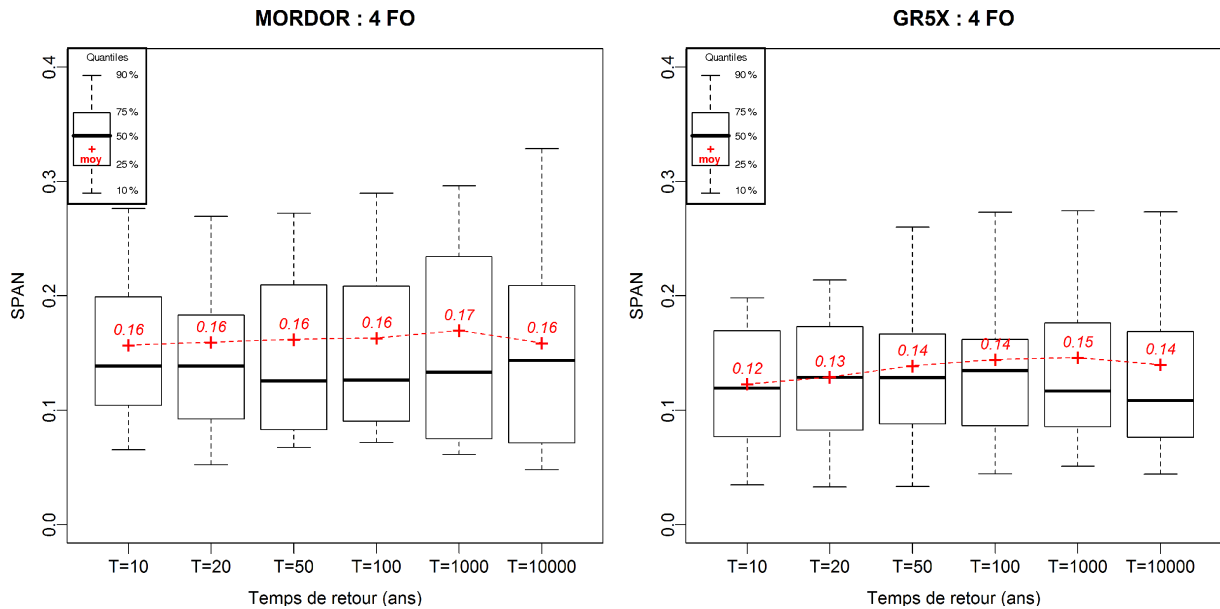 MORDOR : 4 FO
Quantiles
90 %
75 %
50 %
moy
25 %
10 %
0.4
0.3
0.2
0.1
0.0
SPAN
0.16
0.16
0.16
0.16
0.17
0.16
T=10
T=20
T=50
T=100
T=1000
T=10000
Temps de retour (ans)
GR5X : 4 FO
Quantiles
90 %
75 %
50 %
moy
25 %
10 %
0.4
0.3
0.2
0.1
0.0
SPAN
0.12
0.13
0.14
0.14
0.15
0.14
T=10
T=20
T=50
T=100
T=1000
T=10000
Temps de retour (ans)